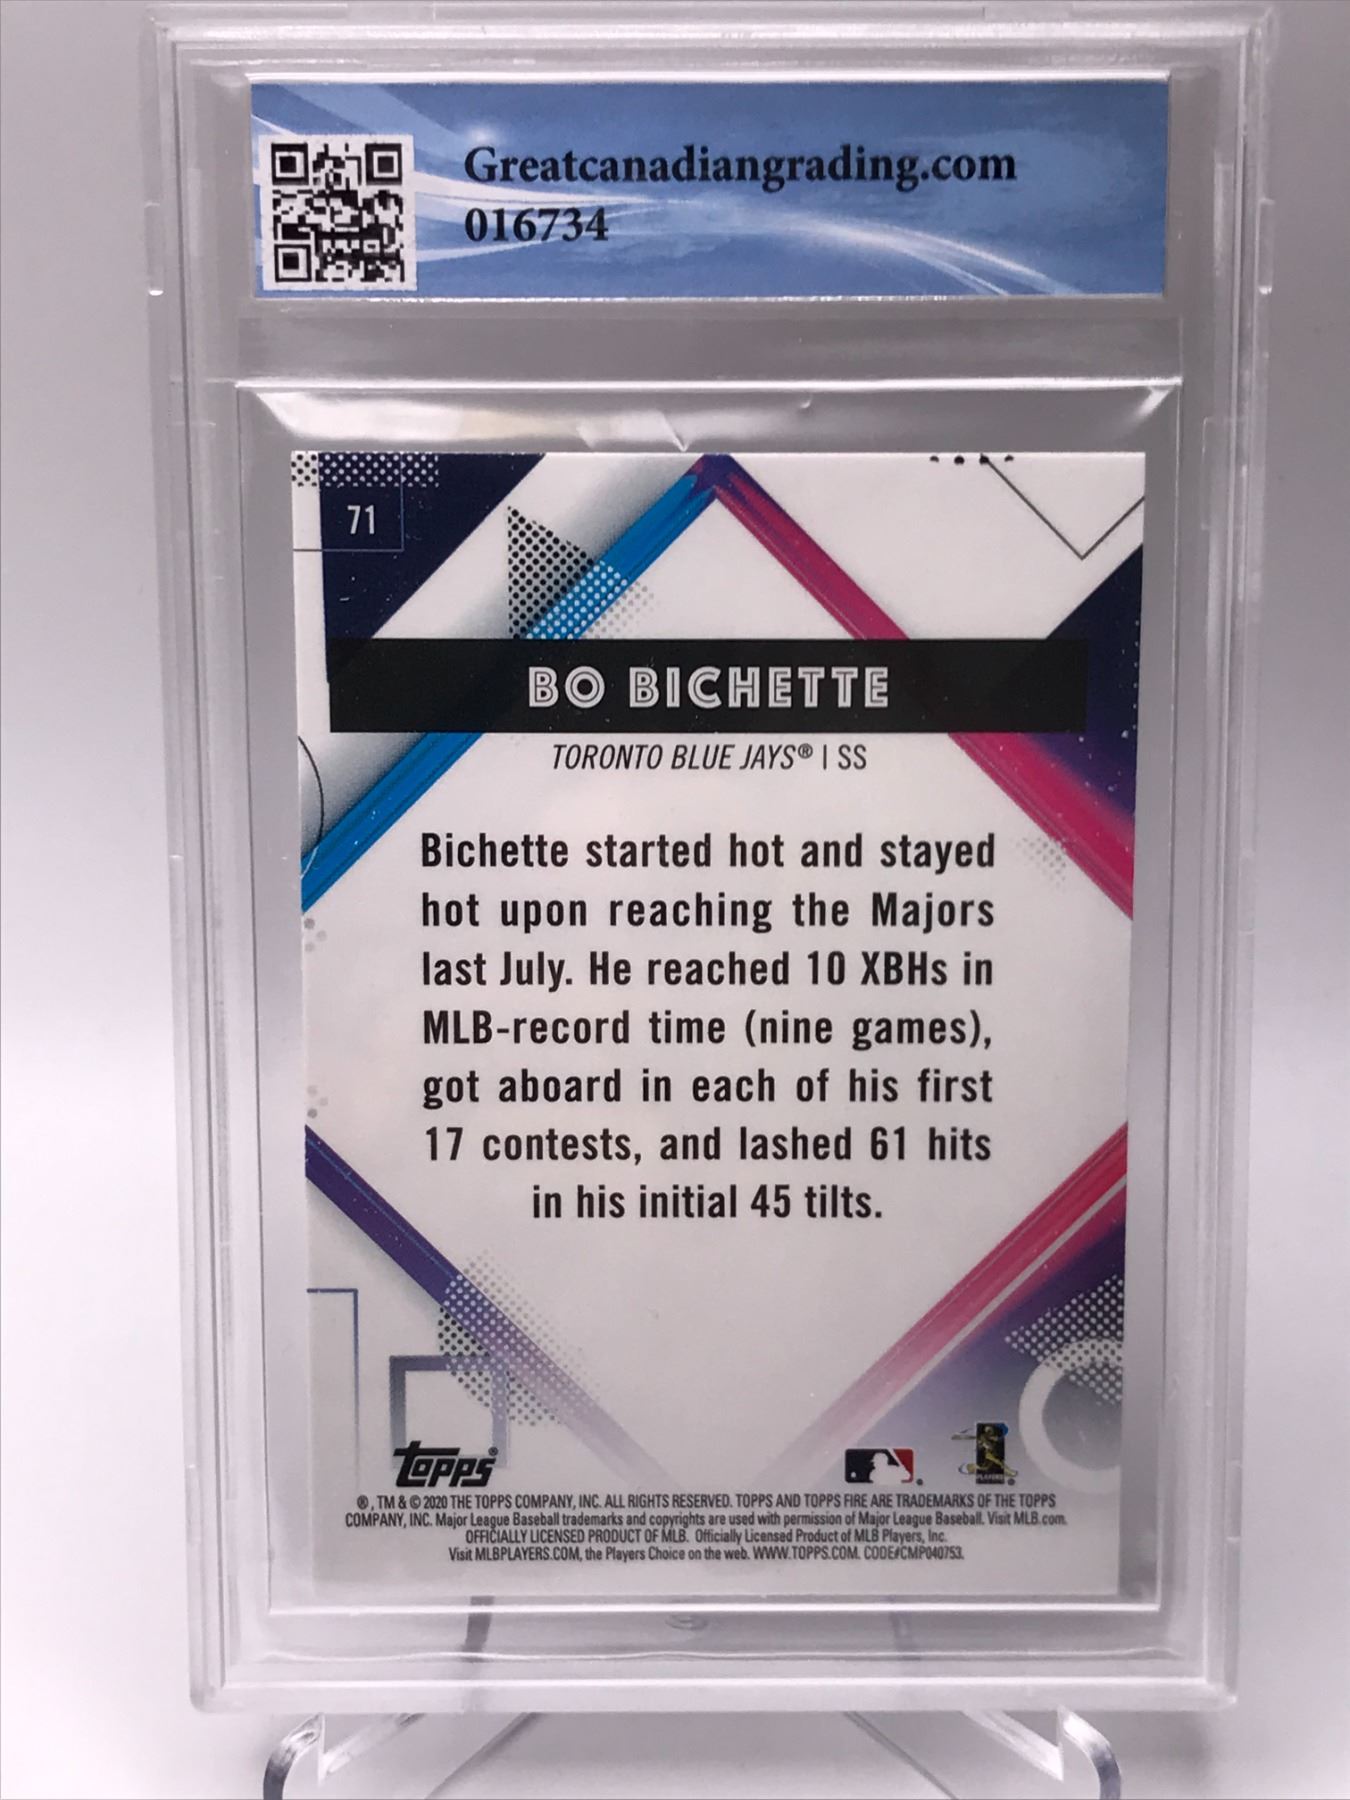 Greatcanadiangrading.com
016734
71
BO BICHETTE
TORONTO BLUE JAYS® | SS
Bichette started hot and stayed
hot upon reaching the Majors
last July. He reached 10 XBHs in
MLB-record time (nine games),
got aboard in each of his first
17 contests, and lashed 61 hits
in his initial 45 tilts.
topps®
®, TM & © 2020 THE TOPPS COMPANY, INC. ALL RIGHTS RESERVED. TOPPS AND TOPPS FIRE ARE TRADEMARKS OF THE TOPPS
COMPANY, INC. Major League Baseball trademarks and copyrights are used with permission of Major League Baseball. Visit MLB.com.
OFFICIALLY LICENSED PRODUCT OF MLB. Officially Licensed Product of MLB Players, Inc.
Visit MLBPLAYERS.COM, the Players Choice on the web. WWW.TOPPS.COM. CODE#CMP040753.